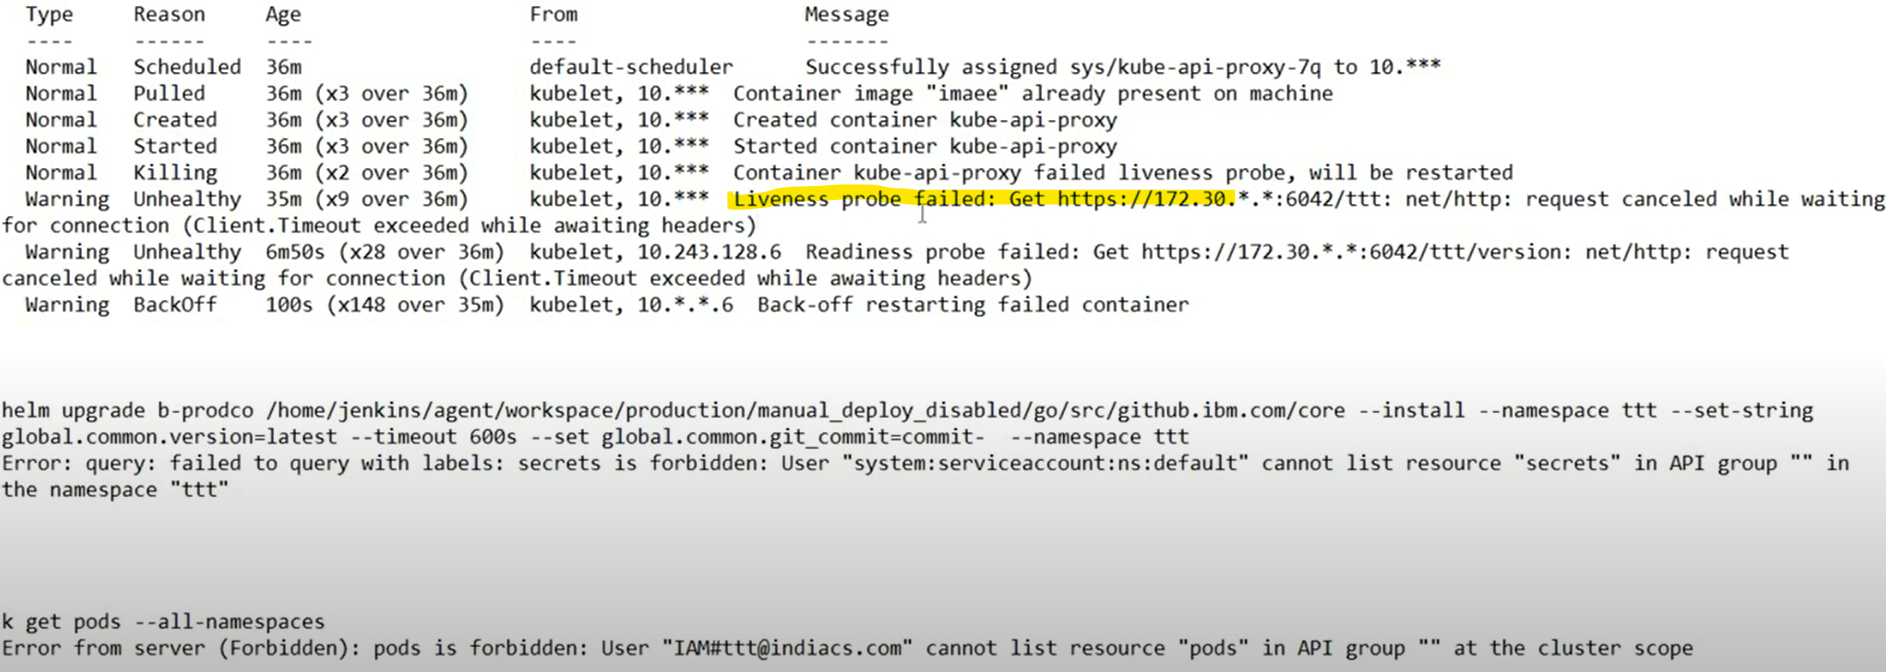 Type Reason Age From Message
---- ------ ---- ---- -------
Normal Scheduled 36m default-scheduler Successfully assigned sys/kube-api-proxy-7q to 10.***
Normal Pulled 36m (x3 over 36m) kubelet, 10.*** Container image "imaee" already present on machine
Normal Created 36m (x3 over 36m) kubelet, 10.*** Created container kube-api-proxy
Normal Started 36m (x3 over 36m) kubelet, 10.*** Started container kube-api-proxy
Normal Killing 36m (x2 over 36m) kubelet, 10.*** Container kube-api-proxy failed liveness probe, will be restarted
Warning Unhealthy 35m (x9 over 36m) kubelet, 10.*** Liveness probe failed: Get https://172.30.*.*:6042/ttt: net/http: request canceled while waiting
for connection (Client.Timeout exceeded while awaiting headers)
Warning Unhealthy 6m50s (x28 over 36m) kubelet, 10.243.128.6 Readiness probe failed: Get https://172.30.*.*:6042/ttt/version: net/http: request
canceled while waiting for connection (Client.Timeout exceeded while awaiting headers)
Warning BackOff 100s (x148 over 35m) kubelet, 10.*.*.6 Back-off restarting failed container
helm upgrade b-prodco /home/jenkins/agent/workspace/production/manual_deploy_disabled/go/src/github.ibm.com/core --install --namespace ttt --set-string
global.common.version=latest --timeout 600s --set global.common.git_commit=commit- --namespace ttt
Error: query: failed to query with labels: secrets is forbidden: User "system:serviceaccount:ns:default" cannot list resource "secrets" in API group "" in
the namespace "ttt"
k get pods --all-namespaces
Error from server (Forbidden): pods is forbidden: User "IAM#ttt@indiacs.com" cannot list resource "pods" in API group "" at the cluster scope